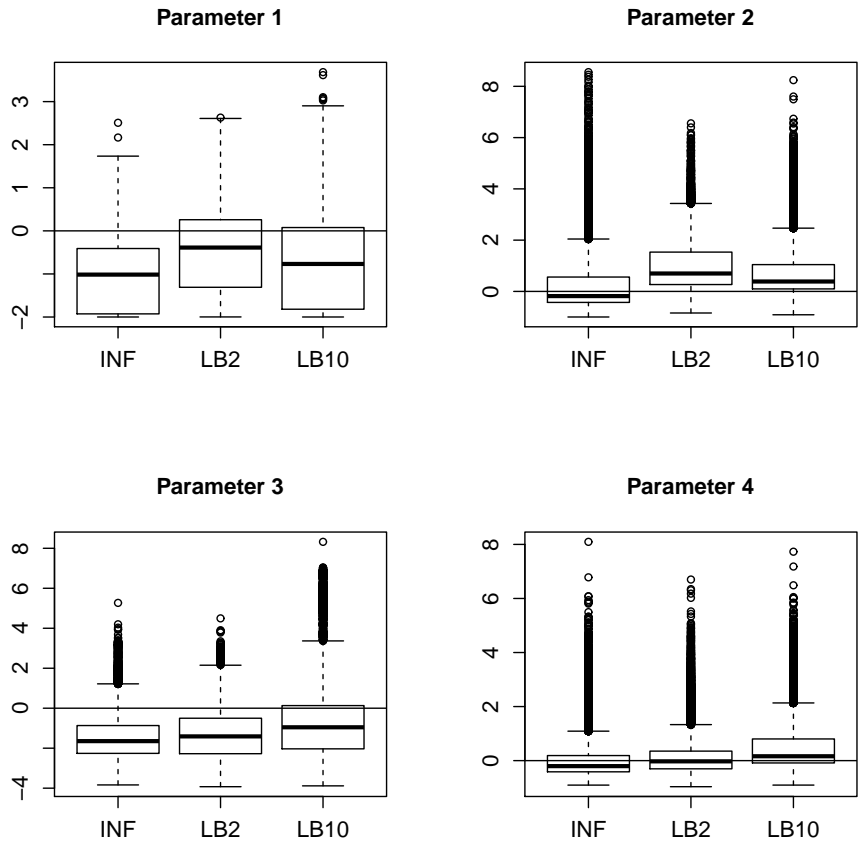 Parameter 1
3
2
1
0
−2
INF
LB2
LB10
Parameter 2
8
6
4
2
0
INF
LB2
LB10
Parameter 3
8
6
4
2
0
−4
INF
LB2
LB10
Parameter 4
8
6
4
2
0
INF
LB2
LB10